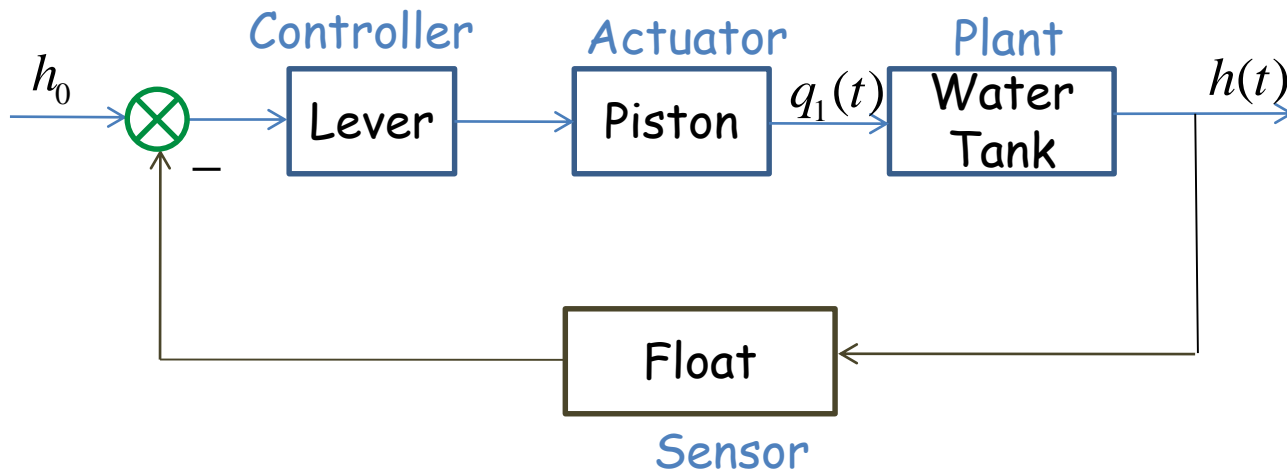 Controller
Actuator
Plant
h₀
Lever
Piston
q₁(t)
Water
Tank
h(t)
−
Float
Sensor